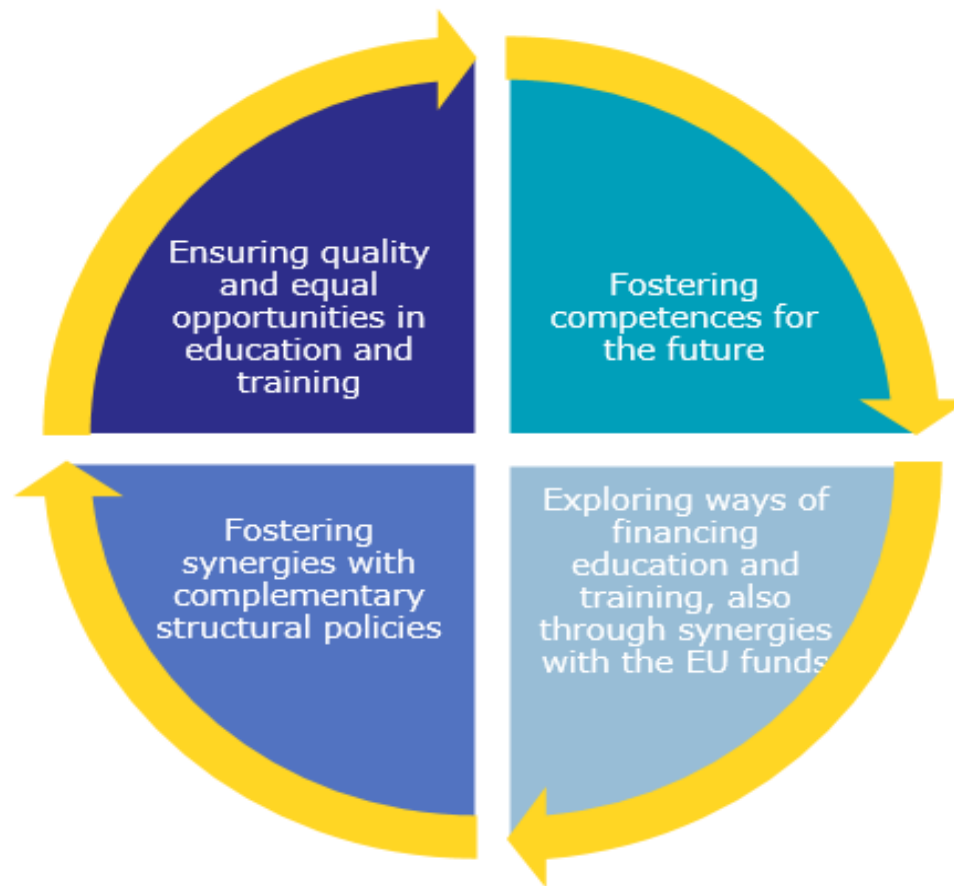 Ensuring quality
and equal
opportunities in
education and
training
Fostering
competences for
the future
Fostering
synergies with
complementary
structural policies
Exploring ways of
financing
education and
training, also
through synergies
with the EU funds